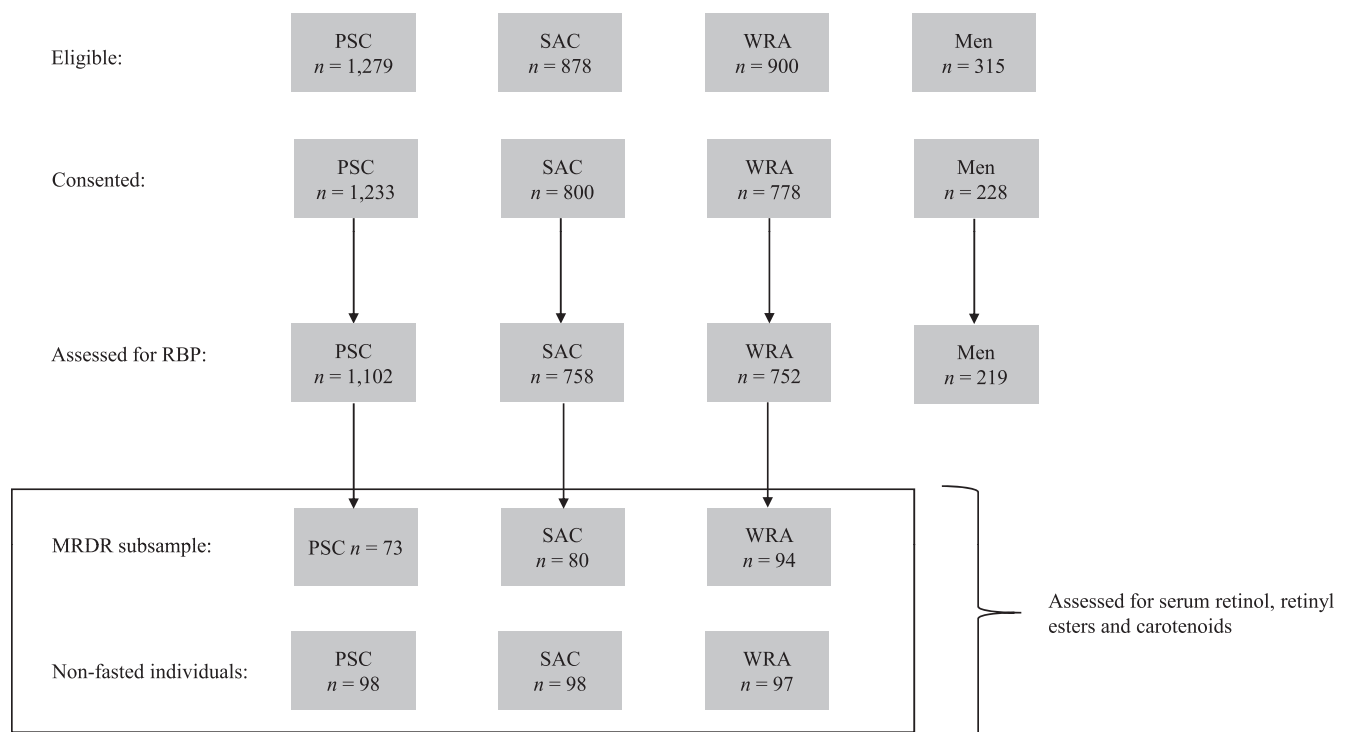 Eligible:
PSC
n = 1,279
SAC
n = 878
WRA
n = 900
Men
n = 315
Consented:
PSC
n = 1,233
SAC
n = 800
WRA
n = 778
Men
n = 228
Assessed for RBP:
PSC
n = 1,102
SAC
n = 758
WRA
n = 752
Men
n = 219
MRDR subsample:
PSC n = 73
SAC
n = 80
WRA
n = 94
Non-fasted individuals:
PSC
n = 98
SAC
n = 98
WRA
n = 97
Assessed for serum retinol, retinyl
esters and carotenoids